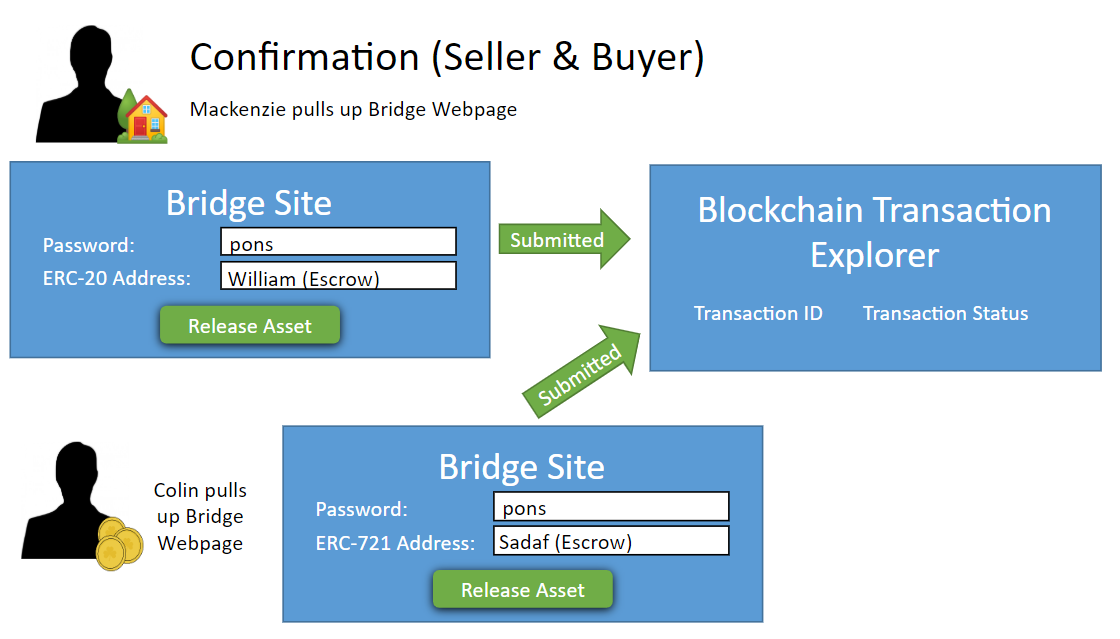 Confirmation (Seller & Buyer)
Mackenzie pulls up Bridge Webpage
Bridge Site
Password: pons
ERC-20 Address: William (Escrow)
Release Asset
Submitted
Blockchain Transaction
Explorer
Transaction ID Transaction Status
Submitted
Colin pulls
up Bridge
Webpage
Bridge Site
Password: pons
ERC-721 Address: Sadaf (Escrow)
Release Asset